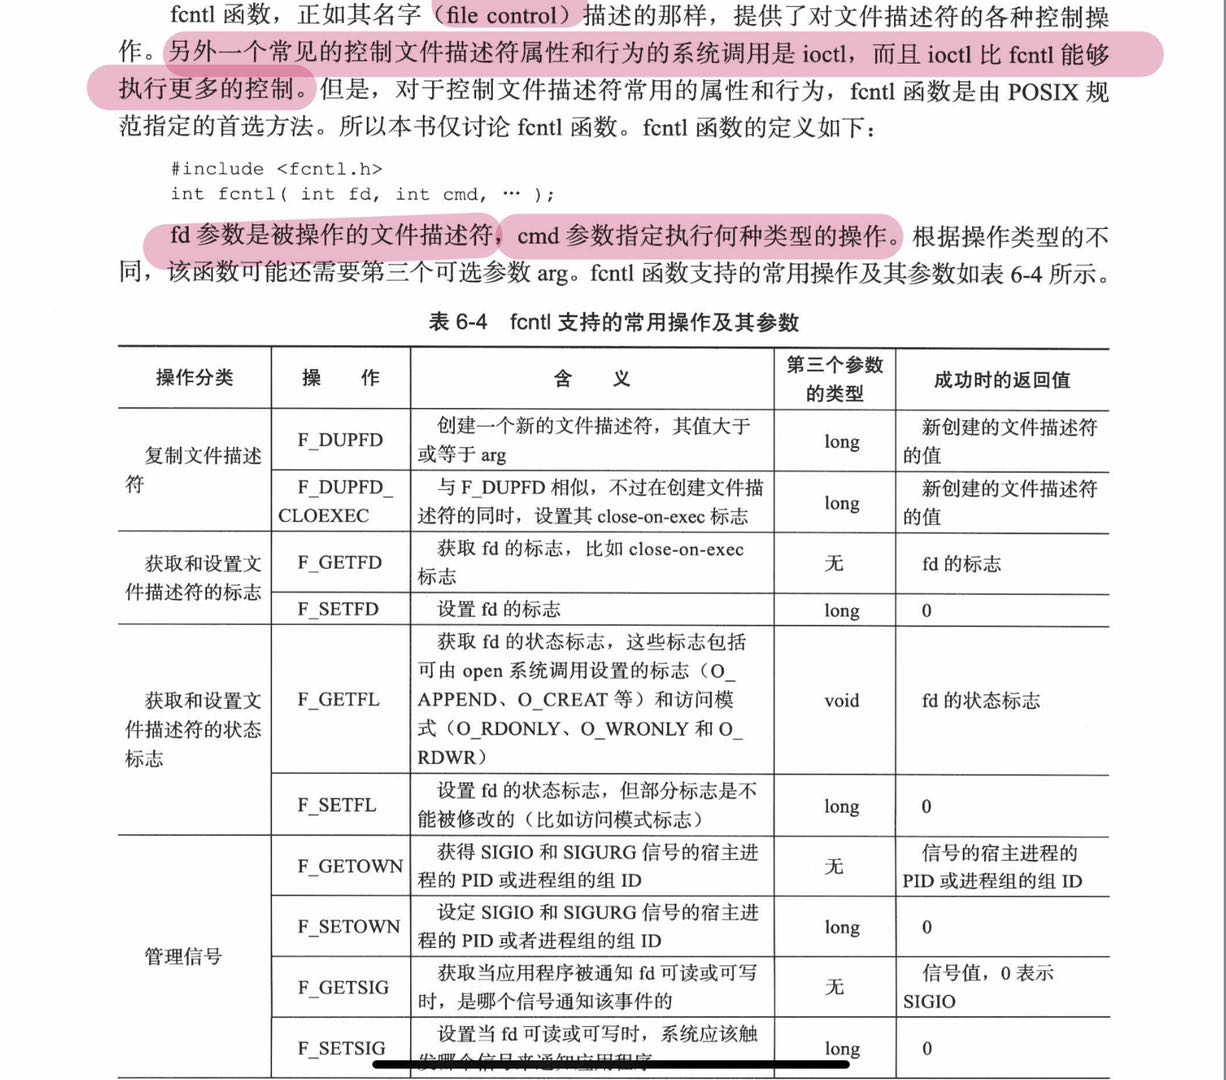 fcntl 函数，正如其名字（file control）描述的那样，提供了对文件描述符的各种控制操
作。另外一个常见的控制文件描述符属性和行为的系统调用是 ioctl，而且 ioctl 比 fcntl 能够
执行更多的控制。但是，对于控制文件描述符常用的属性和行为，fcntl 函数是由 POSIX 规
范指定的首选方法。所以本书仅讨论 fcntl 函数。fcntl 函数的定义如下：
#include <fcntl.h>
int fcntl( int fd, int cmd, … );
fd 参数是被操作的文件描述符，cmd 参数指定执行何种类型的操作。根据操作类型的不
同，该函数可能还需要第三个可选参数 arg。fcntl 函数支持的常用操作及其参数如表 6-4 所示。
表 6-4 fcntl 支持的常用操作及其参数
操作分类
操 作
含 义
第三个参数
的类型
成功时的返回值
复制文件描述
符
F_DUPFD
创建一个新的文件描述符，其值大于
或等于 arg
long
新创建的文件描述符
的值
F_DUPFD_
CLOEXEC
与 F_DUPFD 相似，不过在创建文件描
述符的同时，设置其 close-on-exec 标志
long
新创建的文件描述符
的值
获取和设置文
件描述符的标志
F_GETFD
获取 fd 的标志，比如 close-on-exec
标志
无
fd 的标志
F_SETFD
设置 fd 的标志
long
0
获取和设置文
件描述符的状态
标志
F_GETFL
获取 fd 的状态标志，这些标志包括
可由 open 系统调用设置的标志（O_
APPEND、O_CREAT 等）和访问模
式（O_RDONLY、O_WRONLY 和 O_
RDWR）
void
fd 的状态标志
F_SETFL
设置 fd 的状态标志，但部分标志是不
能被修改的（比如访问模式标志）
long
0
管理信号
F_GETOWN
获得 SIGIO 和 SIGURG 信号的宿主进
程的 PID 或进程组的组 ID
无
信号的宿主进程的
PID 或进程组的组 ID
F_SETOWN
设定 SIGIO 和 SIGURG 信号的宿主进
程的 PID 或者进程组的组 ID
long
0
F_GETSIG
获取当应用程序被通知 fd 可读或可写
时，是哪个信号通知该事件的
无
信号值，0 表示
SIGIO
F_SETSIG
设置当 fd 可读或可写时，系统应该触
发哪个信号来通知应用程序
long
0